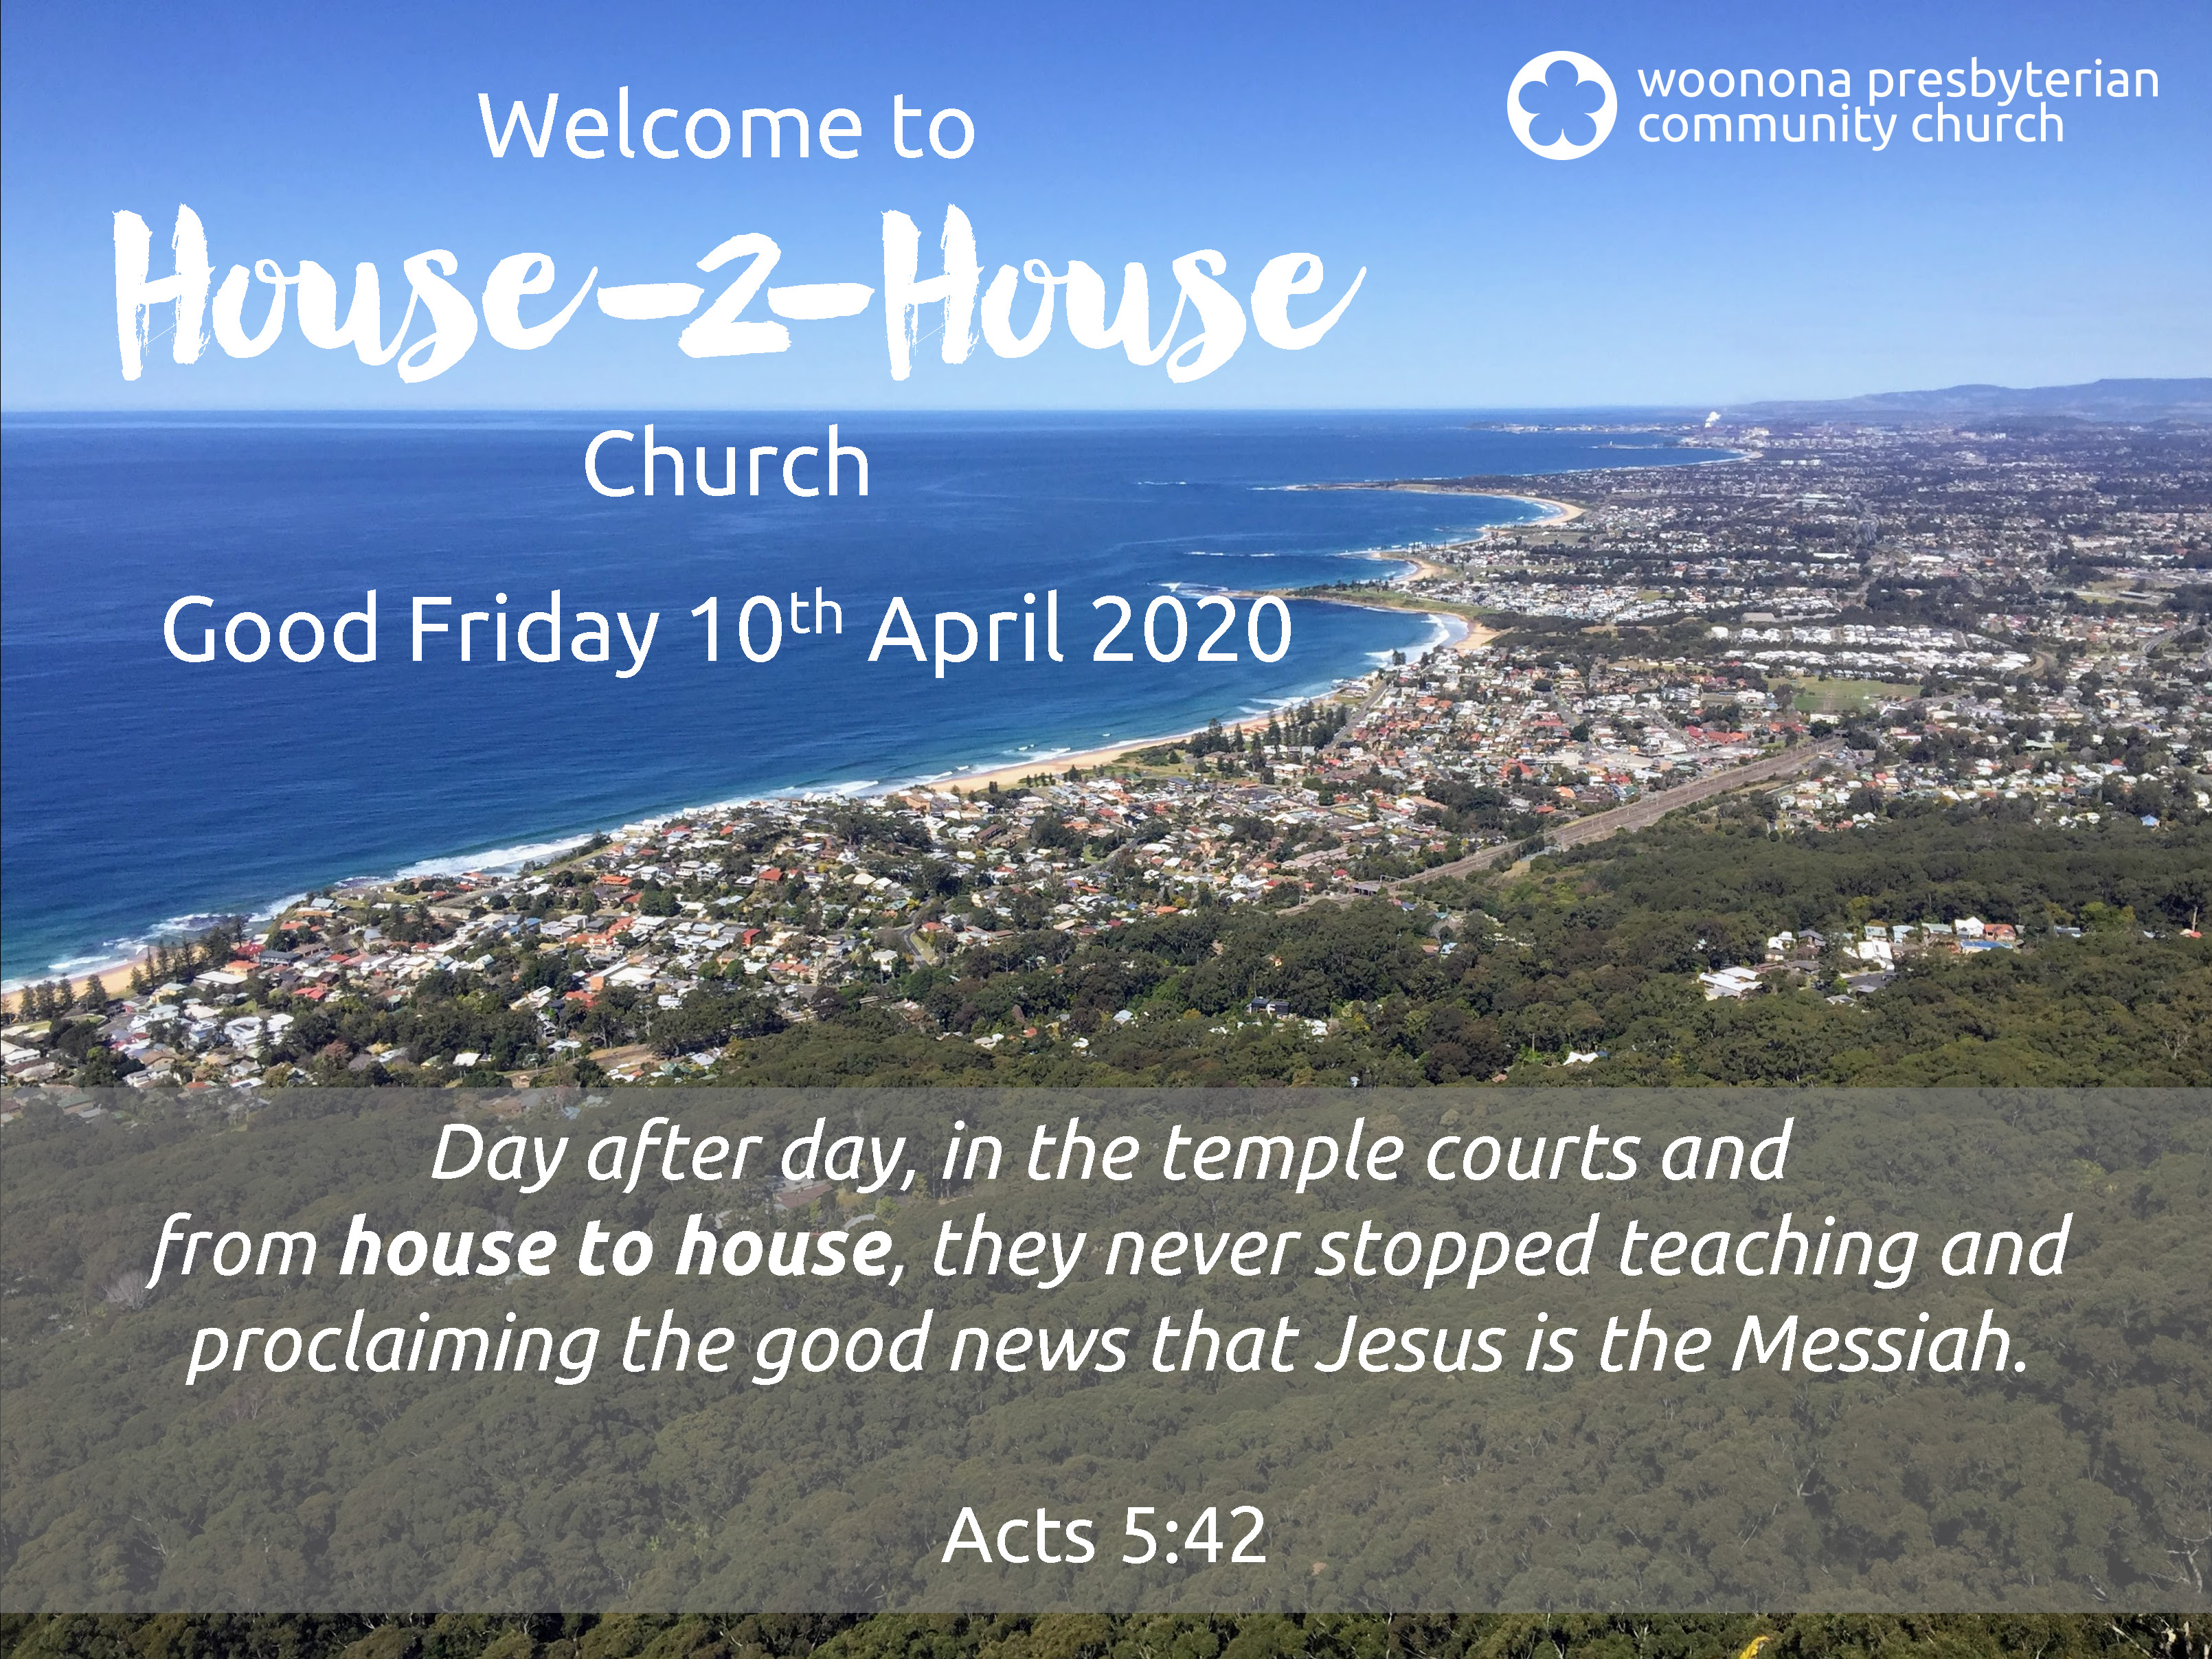 woonona presbyterian
community church
Welcome to
House-2-House
Church
Good Friday 10th April 2020
Day after day, in the temple courts and
from house to house, they never stopped teaching and
proclaiming the good news that Jesus is the Messiah.
Acts 5:42